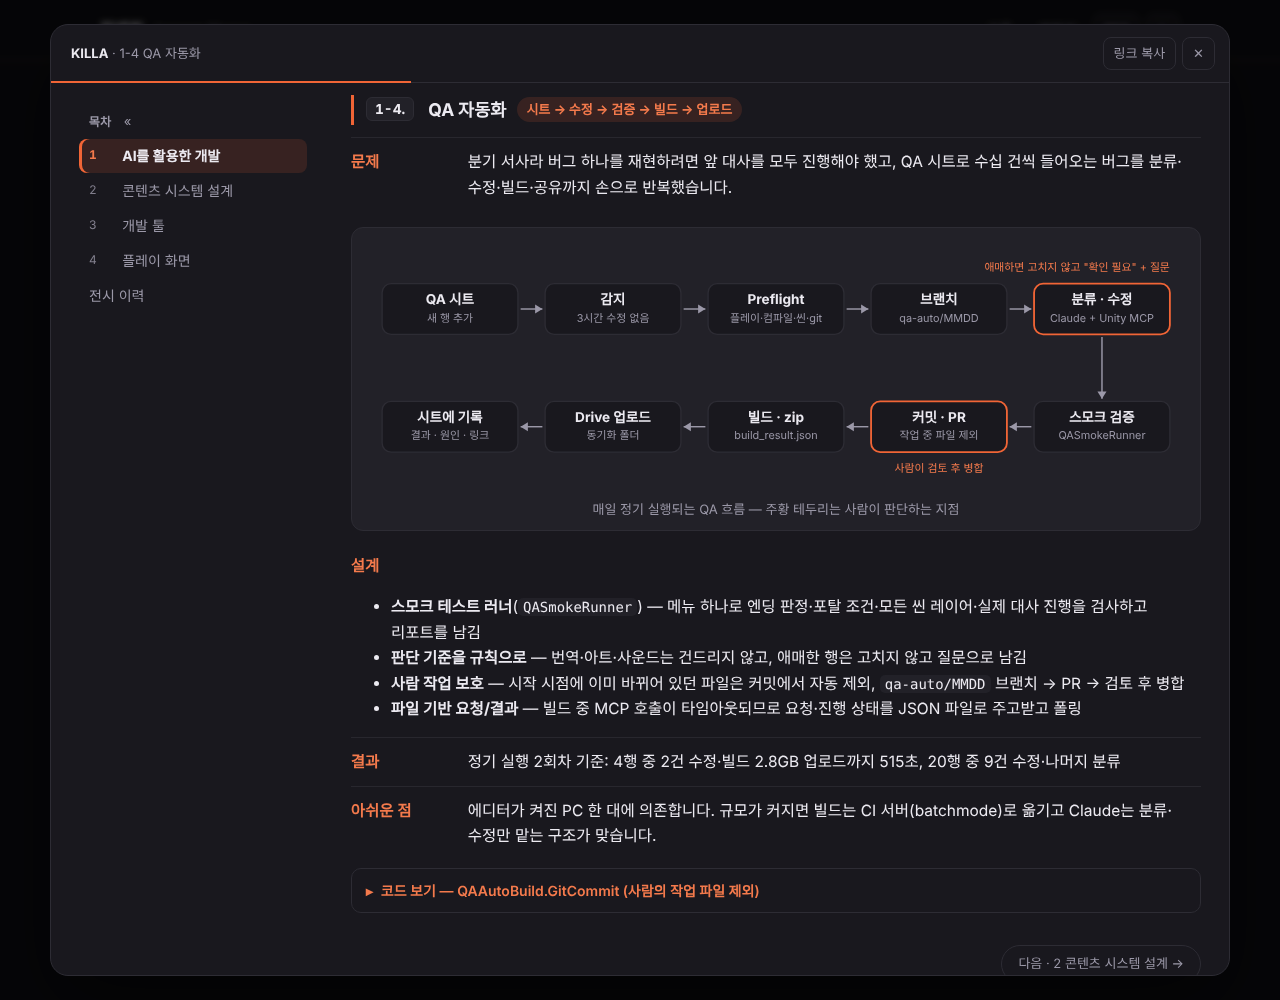 KILLA · 1-4 QA 자동화
링크 복사
×
목차 «
1 AI를 활용한 개발
2 콘텐츠 시스템 설계
3 개발 툴
4 플레이 화면
전시 이력
1-4. QA 자동화 시트 → 수정 → 검증 → 빌드 → 업로드
문제
분기 서사라 버그 하나를 재현하려면 앞 대사를 모두 진행해야 했고, QA 시트로 수십 건씩 들어오는 버그를 분류·
수정·빌드·공유까지 손으로 반복했습니다.
애매하면 고치지 않고 "확인 필요" + 질문
QA 시트
새 행 추가
감지
3시간 수정 없음
Preflight
플레이·컴파일·씬·git
브랜치
qa-auto/MMDD
분류 · 수정
Claude + Unity MCP
시트에 기록
결과 · 원인 · 링크
Drive 업로드
동기화 폴더
빌드 · zip
build_result.json
커밋 · PR
작업 중 파일 제외
스모크 검증
QASmokeRunner
사람이 검토 후 병합
매일 정기 실행되는 QA 흐름 — 주황 테두리는 사람이 판단하는 지점
설계
• 스모크 테스트 러너( QASmokeRunner ) — 메뉴 하나로 엔딩 판정·포탈 조건·모든 씬 레이어·실제 대사 진행을 검사하고
리포트를 남김
• 판단 기준을 규칙으로 — 번역·아트·사운드는 건드리지 않고, 애매한 행은 고치지 않고 질문으로 남김
• 사람 작업 보호 — 시작 시점에 이미 바뀌어 있던 파일은 커밋에서 자동 제외, qa-auto/MMDD 브랜치 → PR → 검토 후 병합
• 파일 기반 요청/결과 — 빌드 중 MCP 호출이 타임아웃되므로 요청·진행 상태를 JSON 파일로 주고받고 폴링
결과
정기 실행 2회차 기준: 4행 중 2건 수정·빌드 2.8GB 업로드까지 515초, 20행 중 9건 수정·나머지 분류
아쉬운 점
에디터가 켜진 PC 한 대에 의존합니다. 규모가 커지면 빌드는 CI 서버(batchmode)로 옮기고 Claude는 분류·
수정만 맡는 구조가 맞습니다.
▶ 코드 보기 — QAAutoBuild.GitCommit (사람의 작업 파일 제외)
다음 · 2 콘텐츠 시스템 설계 →